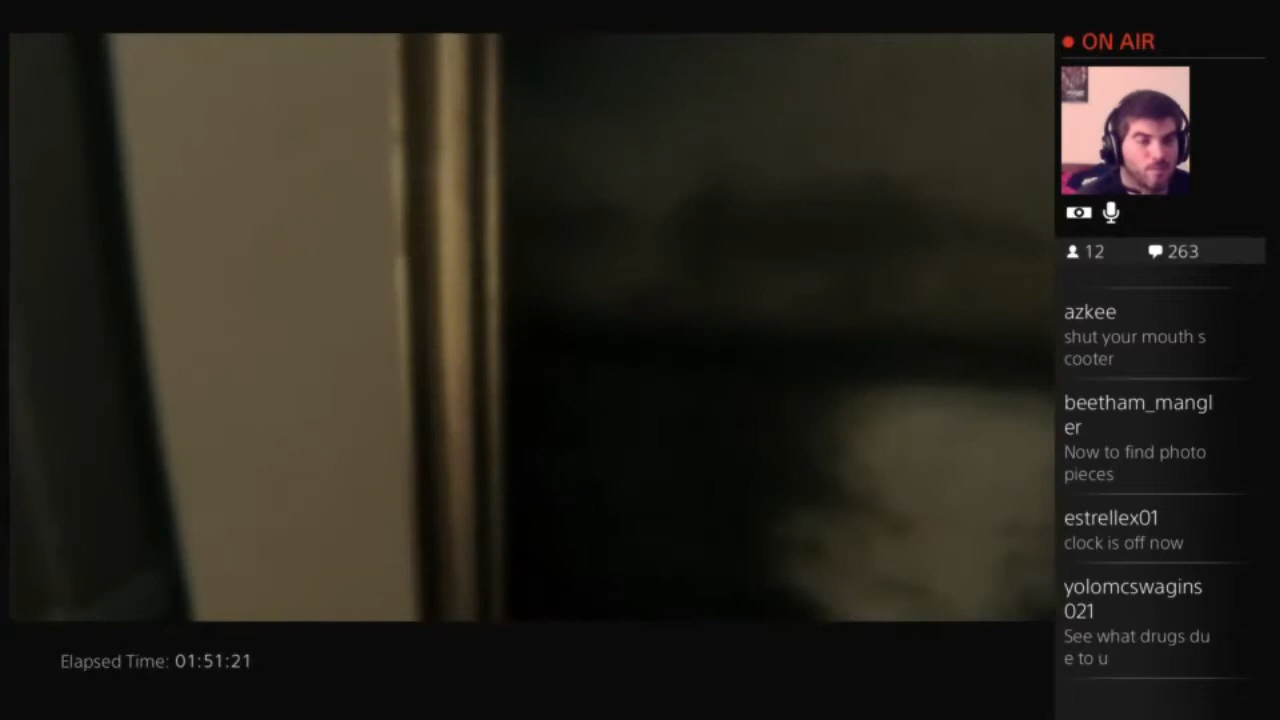 ON AIR
12 263
azkee
shut your mouth s
cooter
beetham_mangl
er
Now to find photo
pieces
estrellex01
clock is off now
yolomcswagins
021
See what drugs du
e to u
Elapsed Time: 01:51:21